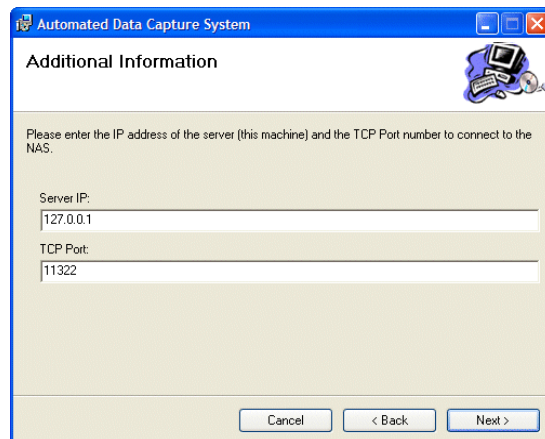 Automated Data Capture System
Additional Information
Please enter the IP address of the server (this machine) and the TCP Port number to connect to the
NAS.
Server IP:
127.0.0.1
TCP Port:
11322
Cancel
< Back
Next >